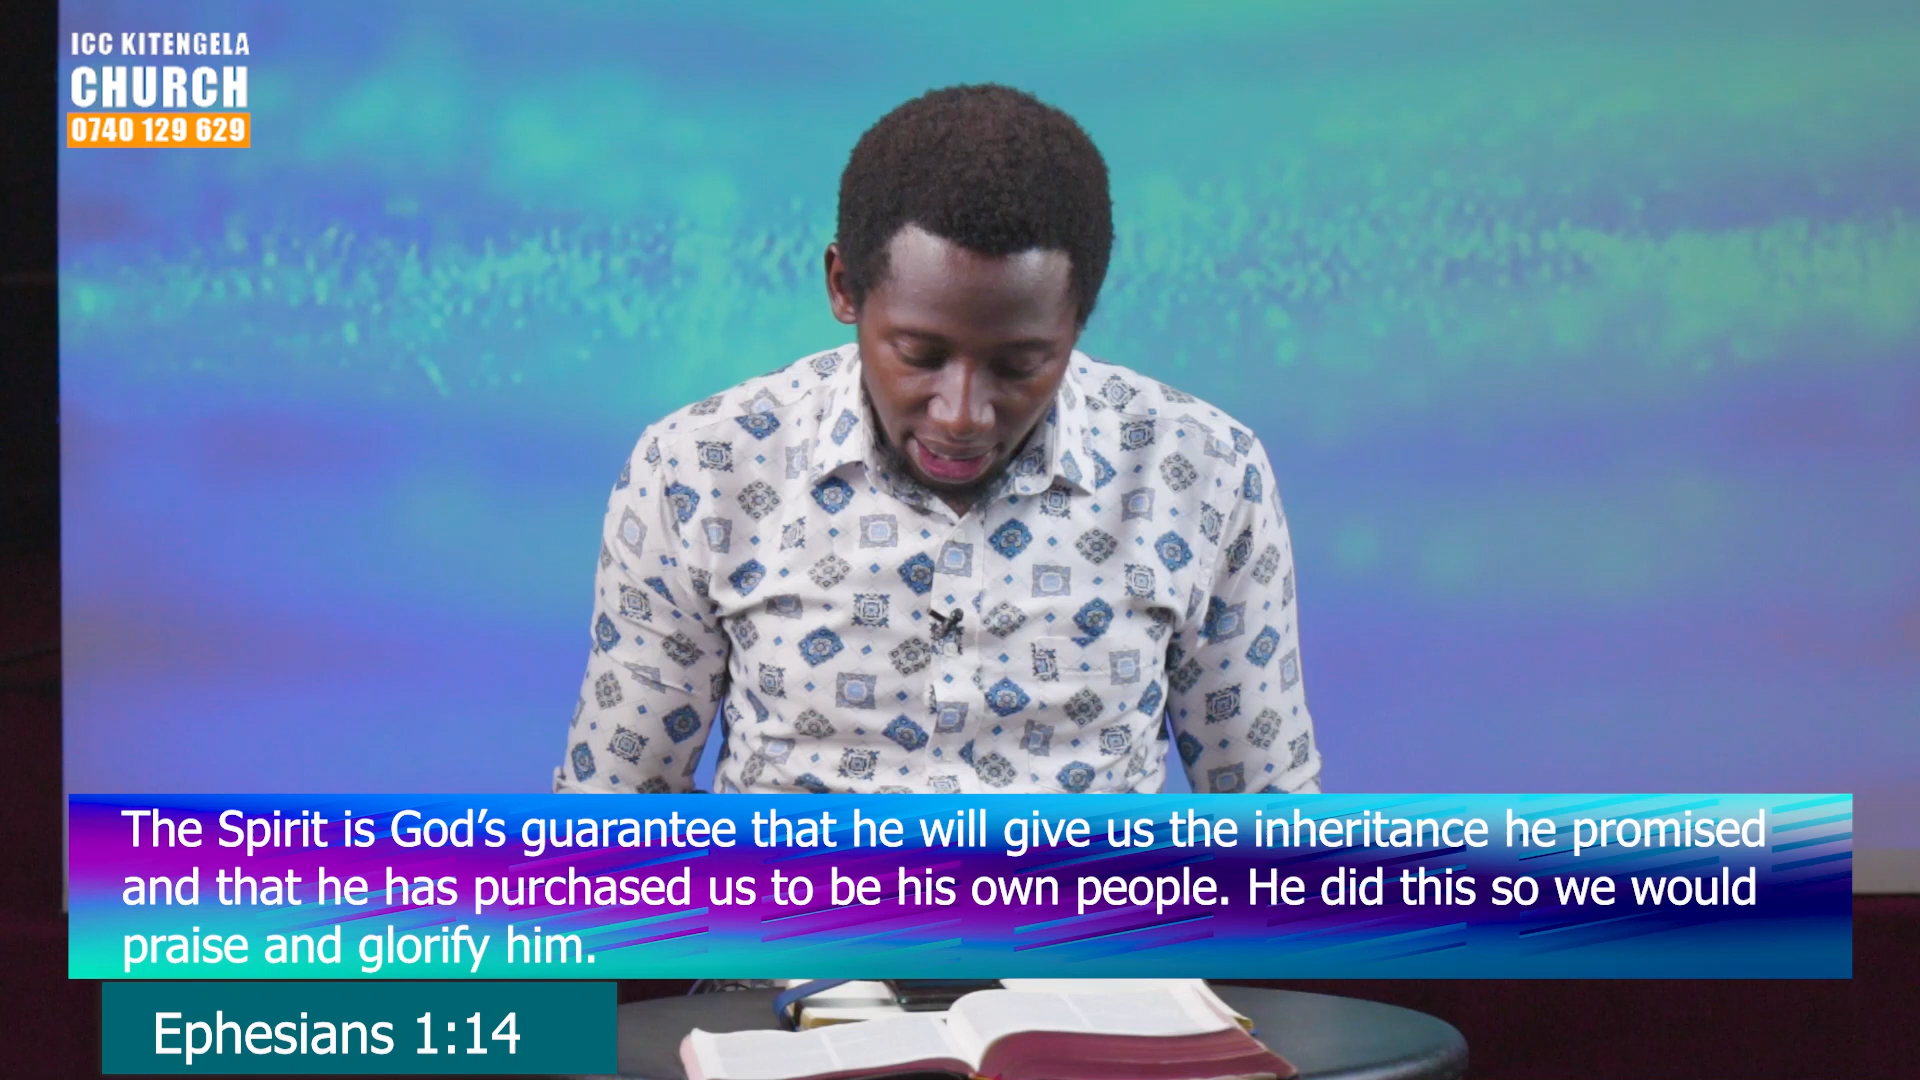 ICC KITENGELA
CHURCH
0740 129 629
The Spirit is God’s guarantee that he will give us the inheritance he promised
and that he has purchased us to be his own people. He did this so we would
praise and glorify him.
Ephesians 1:14